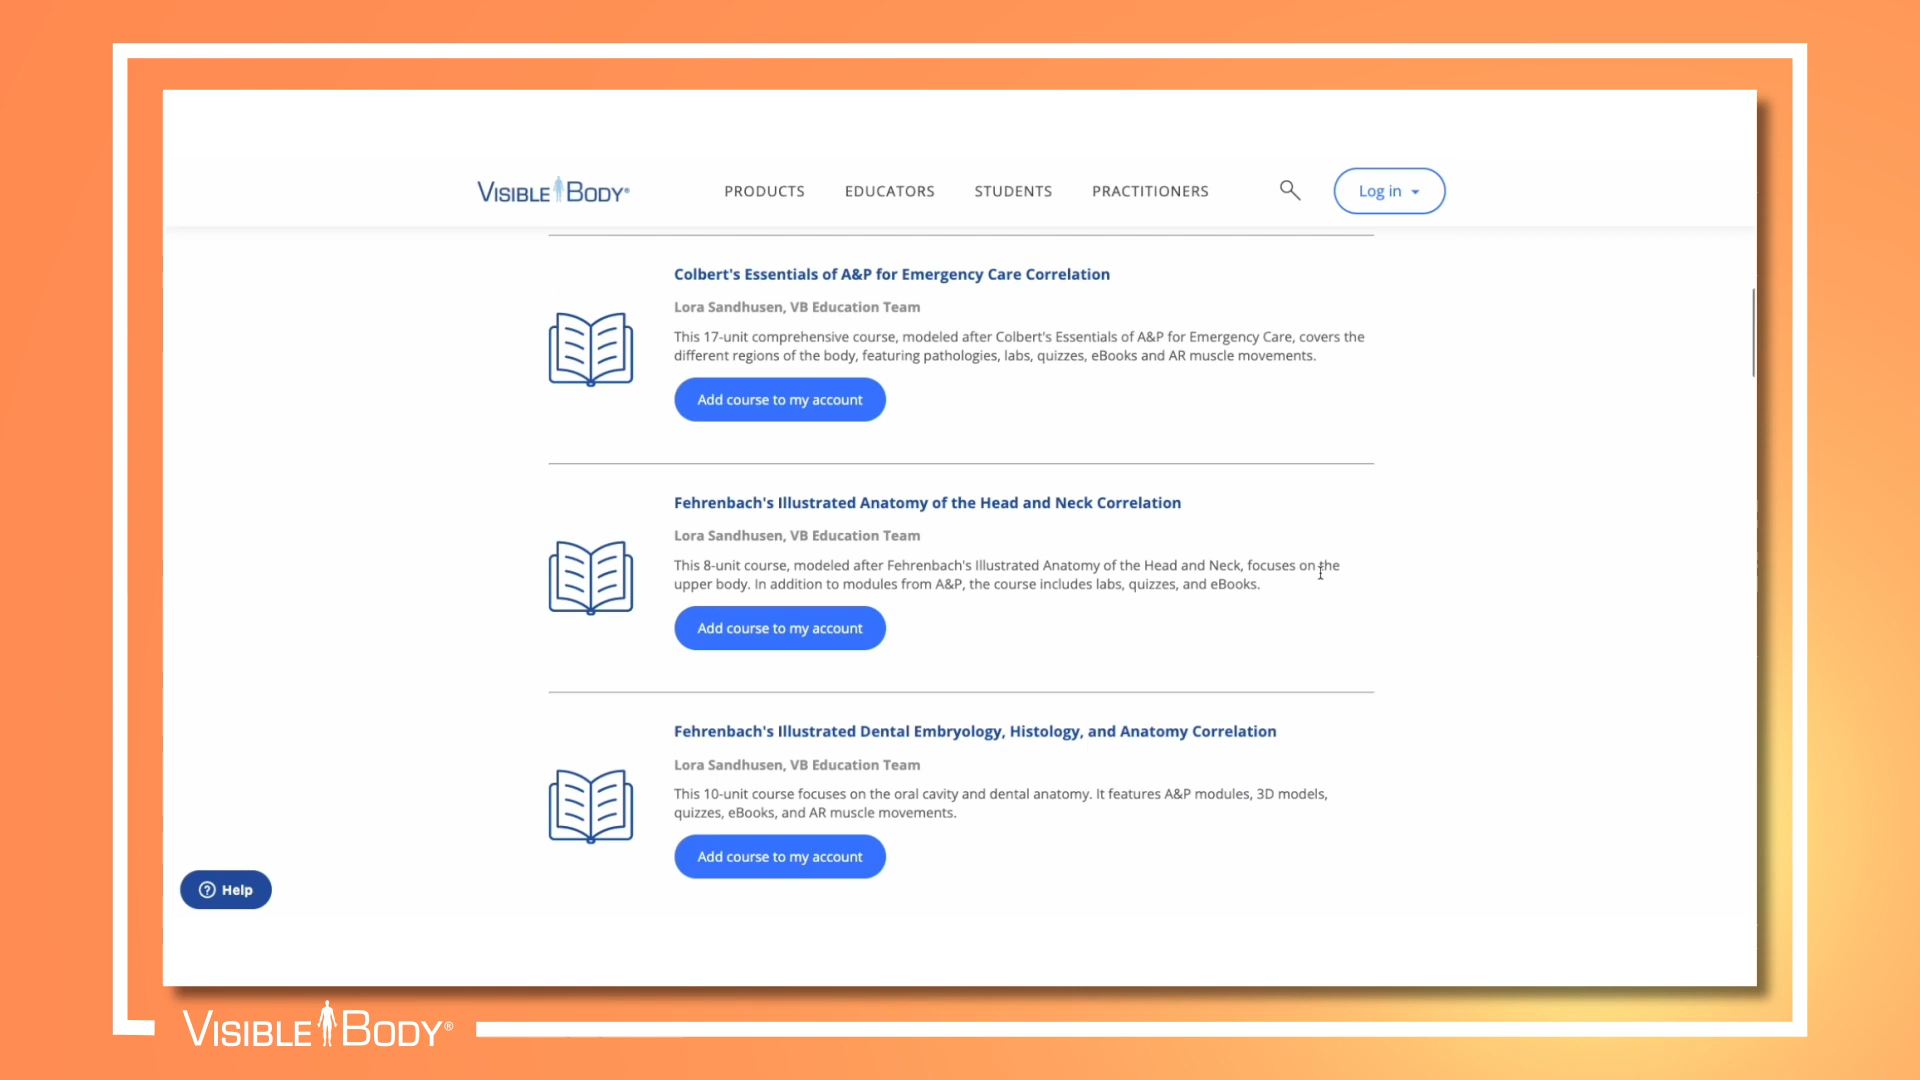 VISIBLE BODY®
PRODUCTS
EDUCATORS
STUDENTS
PRACTITIONERS
Log in
Colbert's Essentials of A&P for Emergency Care Correlation
Lora Sandhusen, VB Education Team
This 17-unit comprehensive course, modeled after Colbert's Essentials of A&P for Emergency Care, covers the
different regions of the body, featuring pathologies, labs, quizzes, eBooks and AR muscle movements.
Add course to my account
Fehrenbach's Illustrated Anatomy of the Head and Neck Correlation
Lora Sandhusen, VB Education Team
This 8-unit course, modeled after Fehrenbach's Illustrated Anatomy of the Head and Neck, focuses on the
upper body. In addition to modules from A&P, the course includes labs, quizzes, and eBooks.
Add course to my account
Fehrenbach's Illustrated Dental Embryology, Histology, and Anatomy Correlation
Lora Sandhusen, VB Education Team
This 10-unit course focuses on the oral cavity and dental anatomy. It features A&P modules, 3D models,
quizzes, eBooks, and AR muscle movements.
Add course to my account
? Help
VISIBLE BODY®